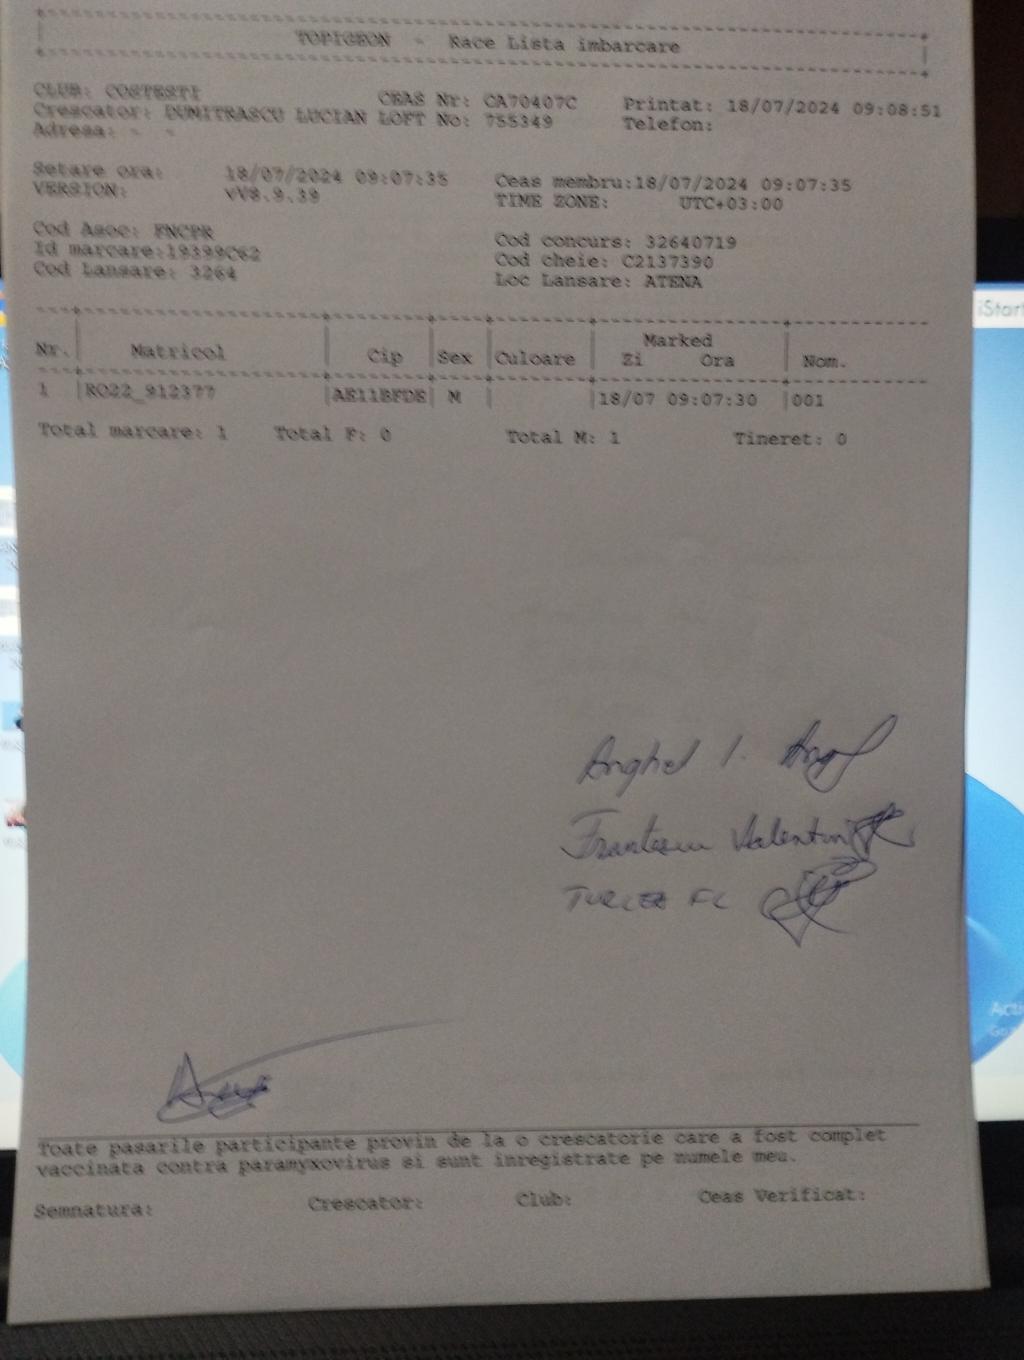 TOPIGEON - Race Lista imbarcare
CLUB: COSTESTI CEAS Nr: CA70407C Printat: 18/07/2024 09:08:51
Crescator: DUMITRASCU LUCIAN LOFT No: 755349 Telefon:
Adresa: - -
Setare ora: 18/07/2024 09:07:35 Ceas membru:18/07/2024 09:07:35
VERSION: vV8.9.39 TIME ZONE: UTC+03:00
Cod Asoc: FNCPR Cod concurs: 32640719
Id marcare:19399C62 Cod cheie: C2137390
Cod Lansare: 3264 Loc Lansare: ATENA
Marked
Nr. Matricol Cip Sex Culoare Zi Ora Nom.
1 RO22_912377 AE11BFDE M 18/07 09:07:30 001
Total marcare: 1 Total F: 0 Total M: 1 Tineret: 0
Anghel I.
Valentin
FC
Toate pasarile participante provin de la o crescatorie care a fost complet
vaccinata contra paramyxovirus si sunt inregistrate pe numele meu.
Semnatura: Crescator: Club: Ceas Verificat:
iStart